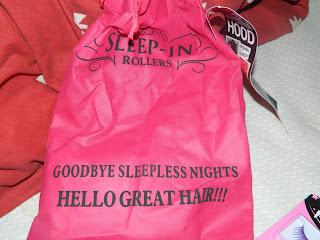 SLEEP-IN
ROLLERS
HOOD
GOODBYE SLEEPLESS NIGHTS
HELLO GREAT HAIR!!!